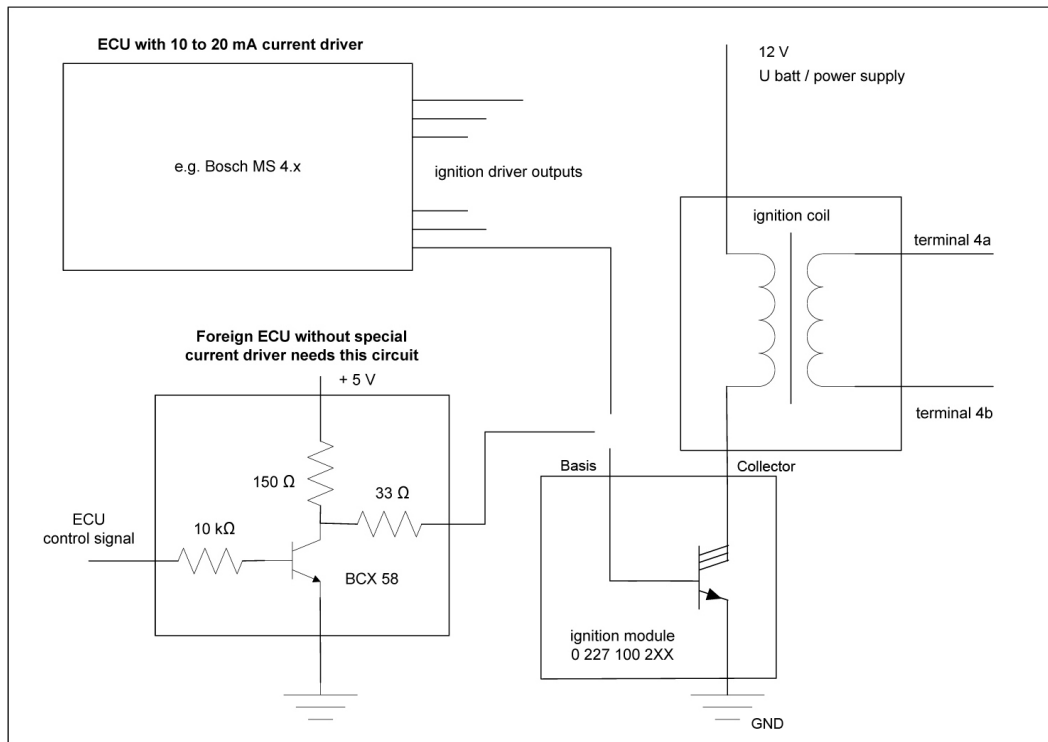 ECU with 10 to 20 mA current driver
e.g. Bosch MS 4.x
ignition driver outputs
12 V
U batt / power supply
ignition coil
terminal 4a
terminal 4b
Foreign ECU without special
current driver needs this circuit
+ 5 V
150 Ω
33 Ω
10 kΩ
ECU
control signal
BCX 58
Basis
Collector
ignition module
0 227 100 2XX
GND